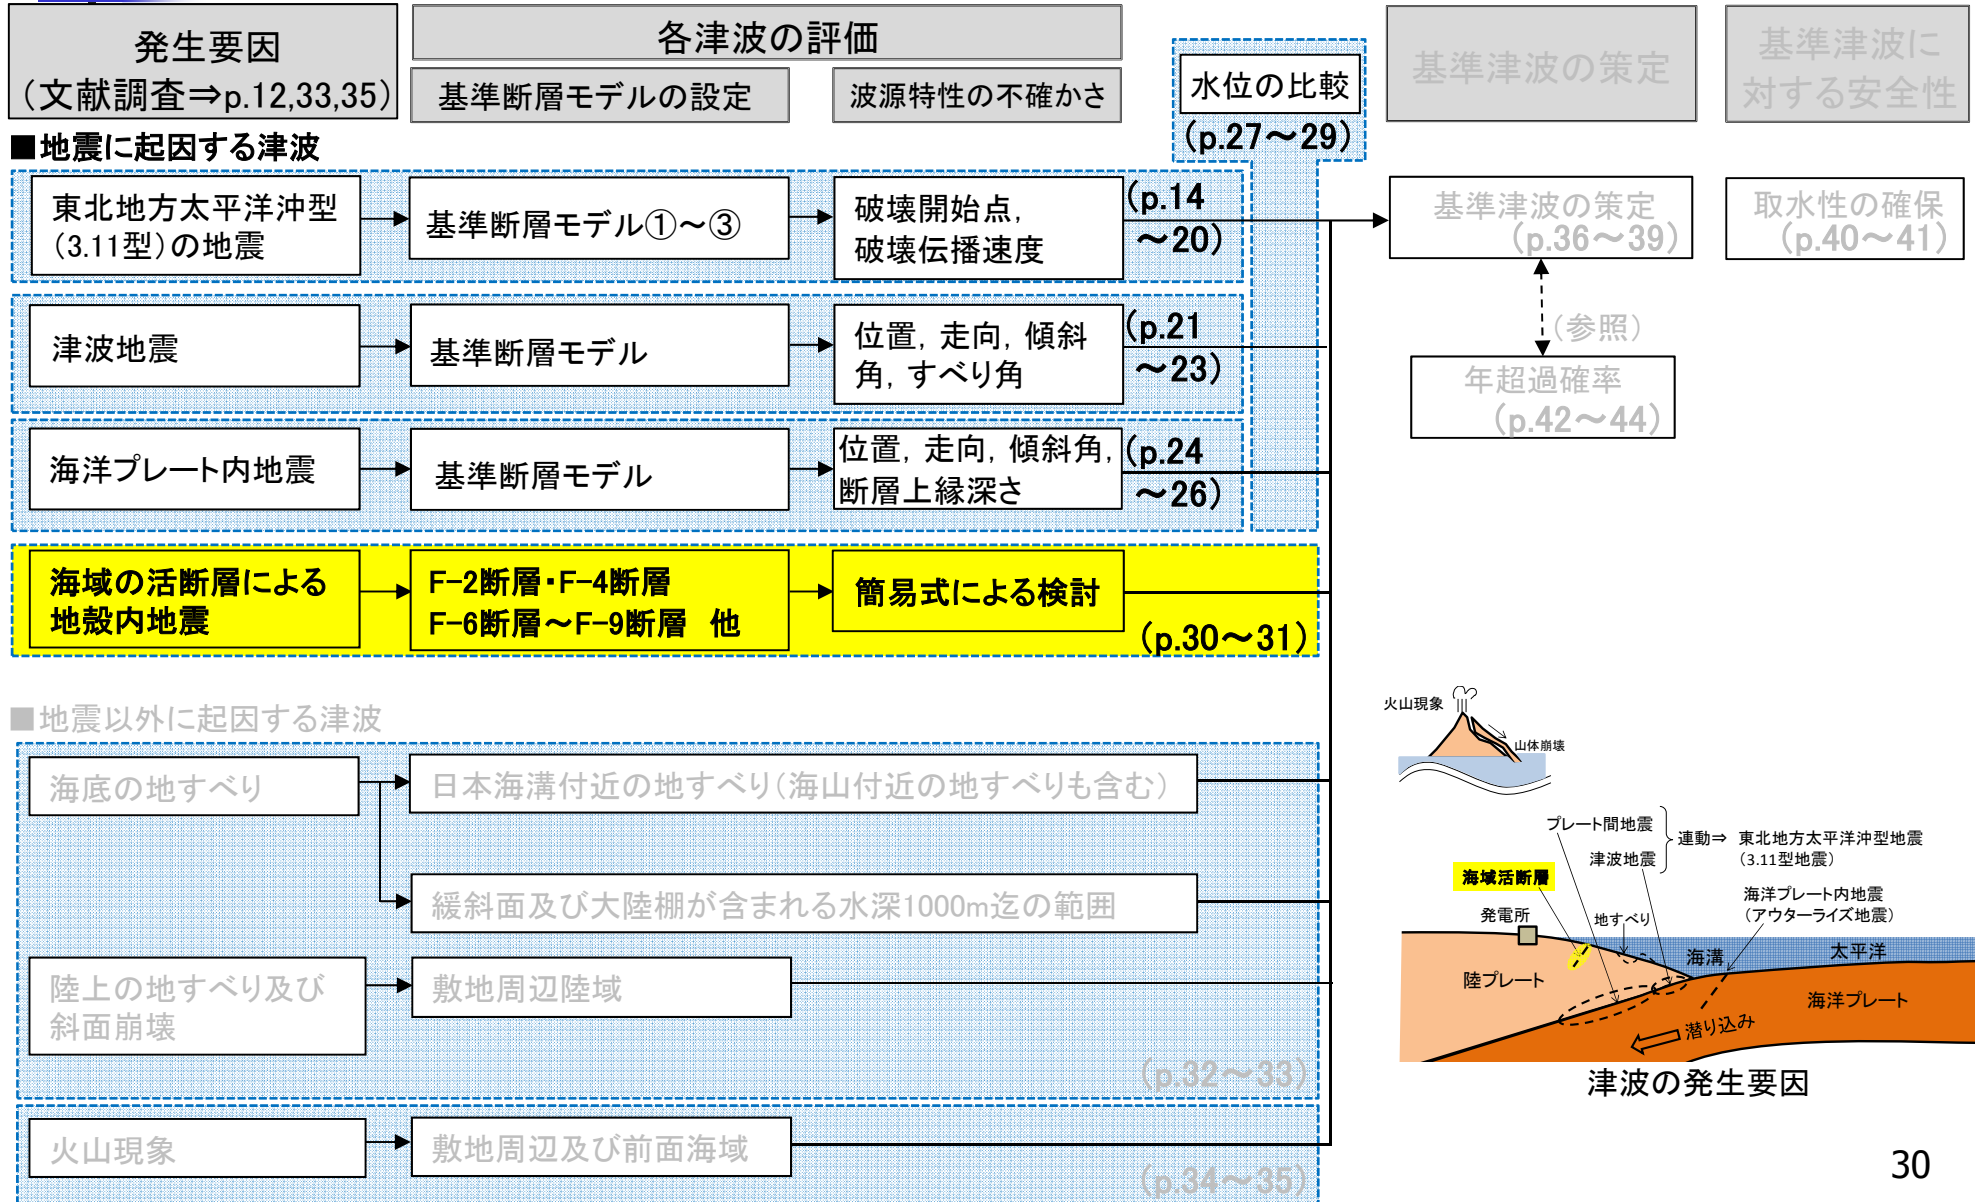 発生要因
（文献調査⇒p.12,33,35）
各津波の評価
基準断層モデルの設定
波源特性の不確かさ
水位の比較
（p.27～29）
基準津波の策定
基準津波に
対する安全性
■地震に起因する津波
東北地方太平洋沖型
（3.11型）の地震
基準断層モデル①～③
破壊開始点，
破壊伝播速度
（p.14
～20）
基準津波の策定
（p.36～39）
取水性の確保
（p.40～41）
（参照）
年超過確率
（p.42～44）
津波地震
基準断層モデル
位置，走向，傾斜
角，すべり角
（p.21
～23）
海洋プレート内地震
基準断層モデル
位置，走向，傾斜角，
断層上縁深さ
（p.24
～26）
海域の活断層による
地殻内地震
F-2断層・F-4断層
F-6断層～F-9断層　他
簡易式による検討
（p.30～31）
■地震以外に起因する津波
海底の地すべり
日本海溝付近の地すべり（海山付近の地すべりも含む）
緩斜面及び大陸棚が含まれる水深1000m迄の範囲
陸上の地すべり及び
斜面崩壊
敷地周辺陸域
（p.32～33）
火山現象
敷地周辺及び前面海域
（p.34～35）
火山現象
山体崩壊
プレート間地震
津波地震
連動⇒　東北地方太平洋沖型地震
（3.11型地震）
海域活断層
海洋プレート内地震
（アウターライズ地震）
発電所
地すべり
海溝
太平洋
陸プレート
海洋プレート
潜り込み
津波の発生要因
30